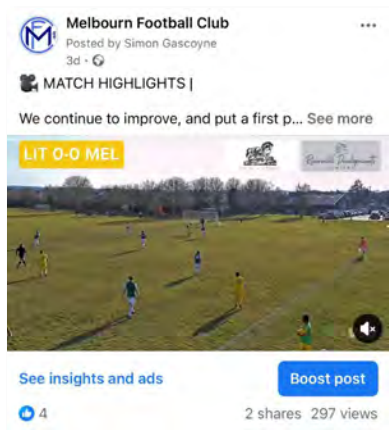 Melbourn Football Club
Posted by Simon Gascoyne
3d
MATCH HIGHLIGHTS |
We continue to improve, and put a first p... See more
LIT 0-0 MEL
See insights and ads
Boost post
4
2 shares 297 views